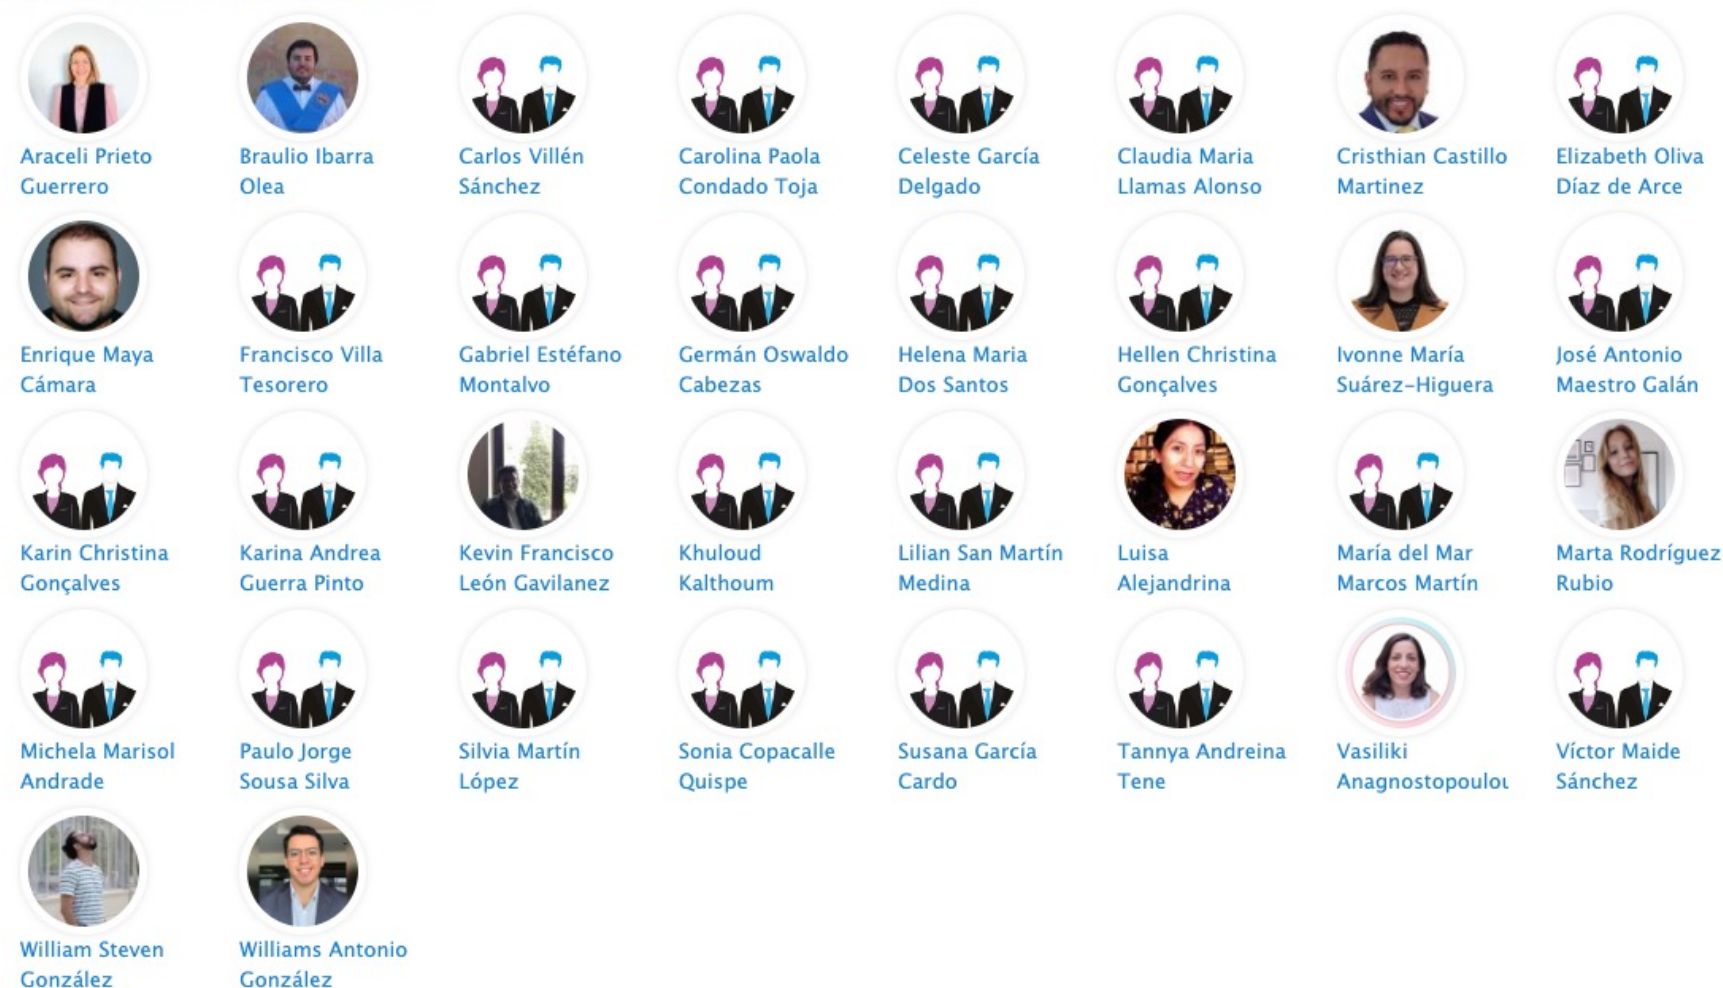 Araceli Prieto
Guerrero
Braulio Ibarra
Olea
Carlos Villén
Sánchez
Carolina Paola
Condado Toja
Celeste García
Delgado
Claudia Maria
Llamas Alonso
Cristhian Castillo
Martinez
Elizabeth Oliva
Díaz de Arce
Enrique Maya
Cámara
Francisco Villa
Tesorero
Gabriel Estéfano
Montalvo
Germán Oswaldo
Cabezas
Helena Maria
Dos Santos
Hellen Christina
Gonçalves
Ivonne María
Suárez-Higuera
José Antonio
Maestro Galán
Karin Christina
Gonçalves
Karina Andrea
Guerra Pinto
Kevin Francisco
León Gavilanez
Khuloud
Kalthoum
Lilian San Martín
Medina
Luisa
Alejandrina
María del Mar
Marcos Martín
Marta Rodríguez
Rubio
Michela Marisol
Andrade
Paulo Jorge
Sousa Silva
Silvia Martín
López
Sonia Copacalle
Quispe
Susana García
Cardo
Tannya Andreina
Tene
Vasiliki
Anagnostopoulou
Víctor Maide
Sánchez
William Steven
González
Williams Antonio
González